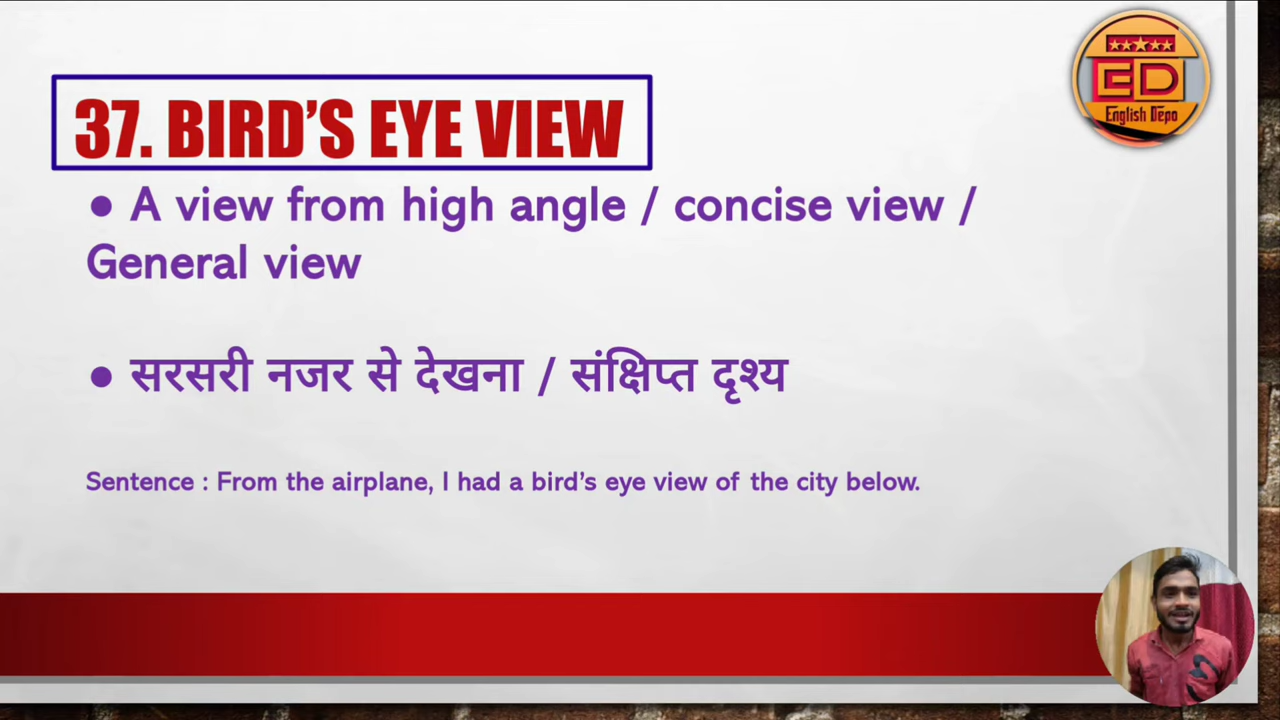 37. BIRD’S EYE VIEW
ED
English Depo
● A view from high angle / concise view /
General view
● सरसरी नजर से देखना / संक्षिप्त दृश्य
Sentence : From the airplane, I had a bird’s eye view of the city below.